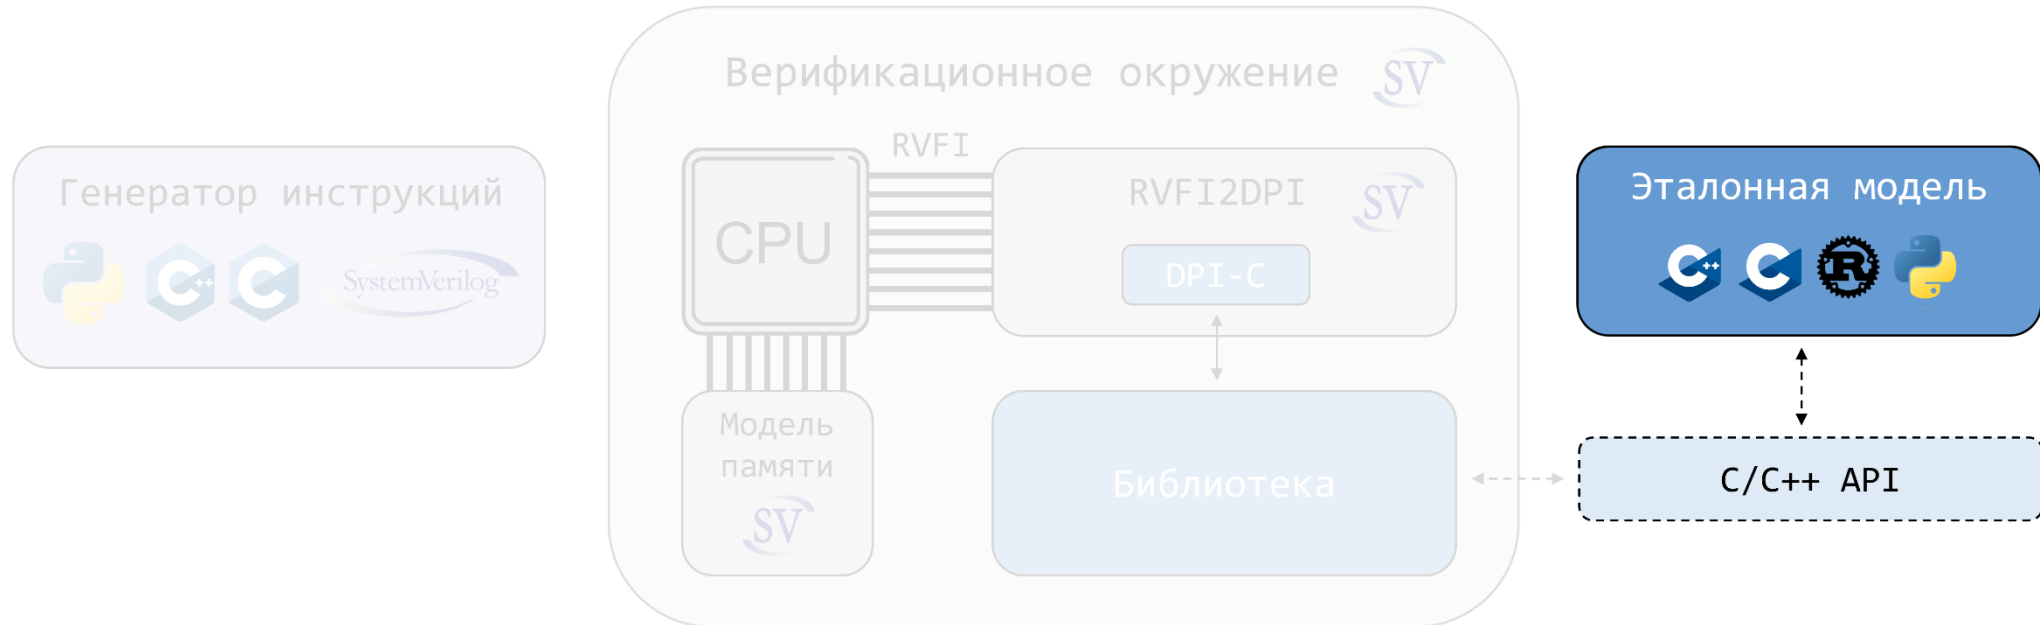 Верификационное окружение SV
RVFI
Генератор инструкций
C++ C SystemVerilog
CPU
RVFI2DPI SV
DPI-C
Эталонная модель
C++ C R
Модель
памяти
SV
Библиотека
C/C++ API